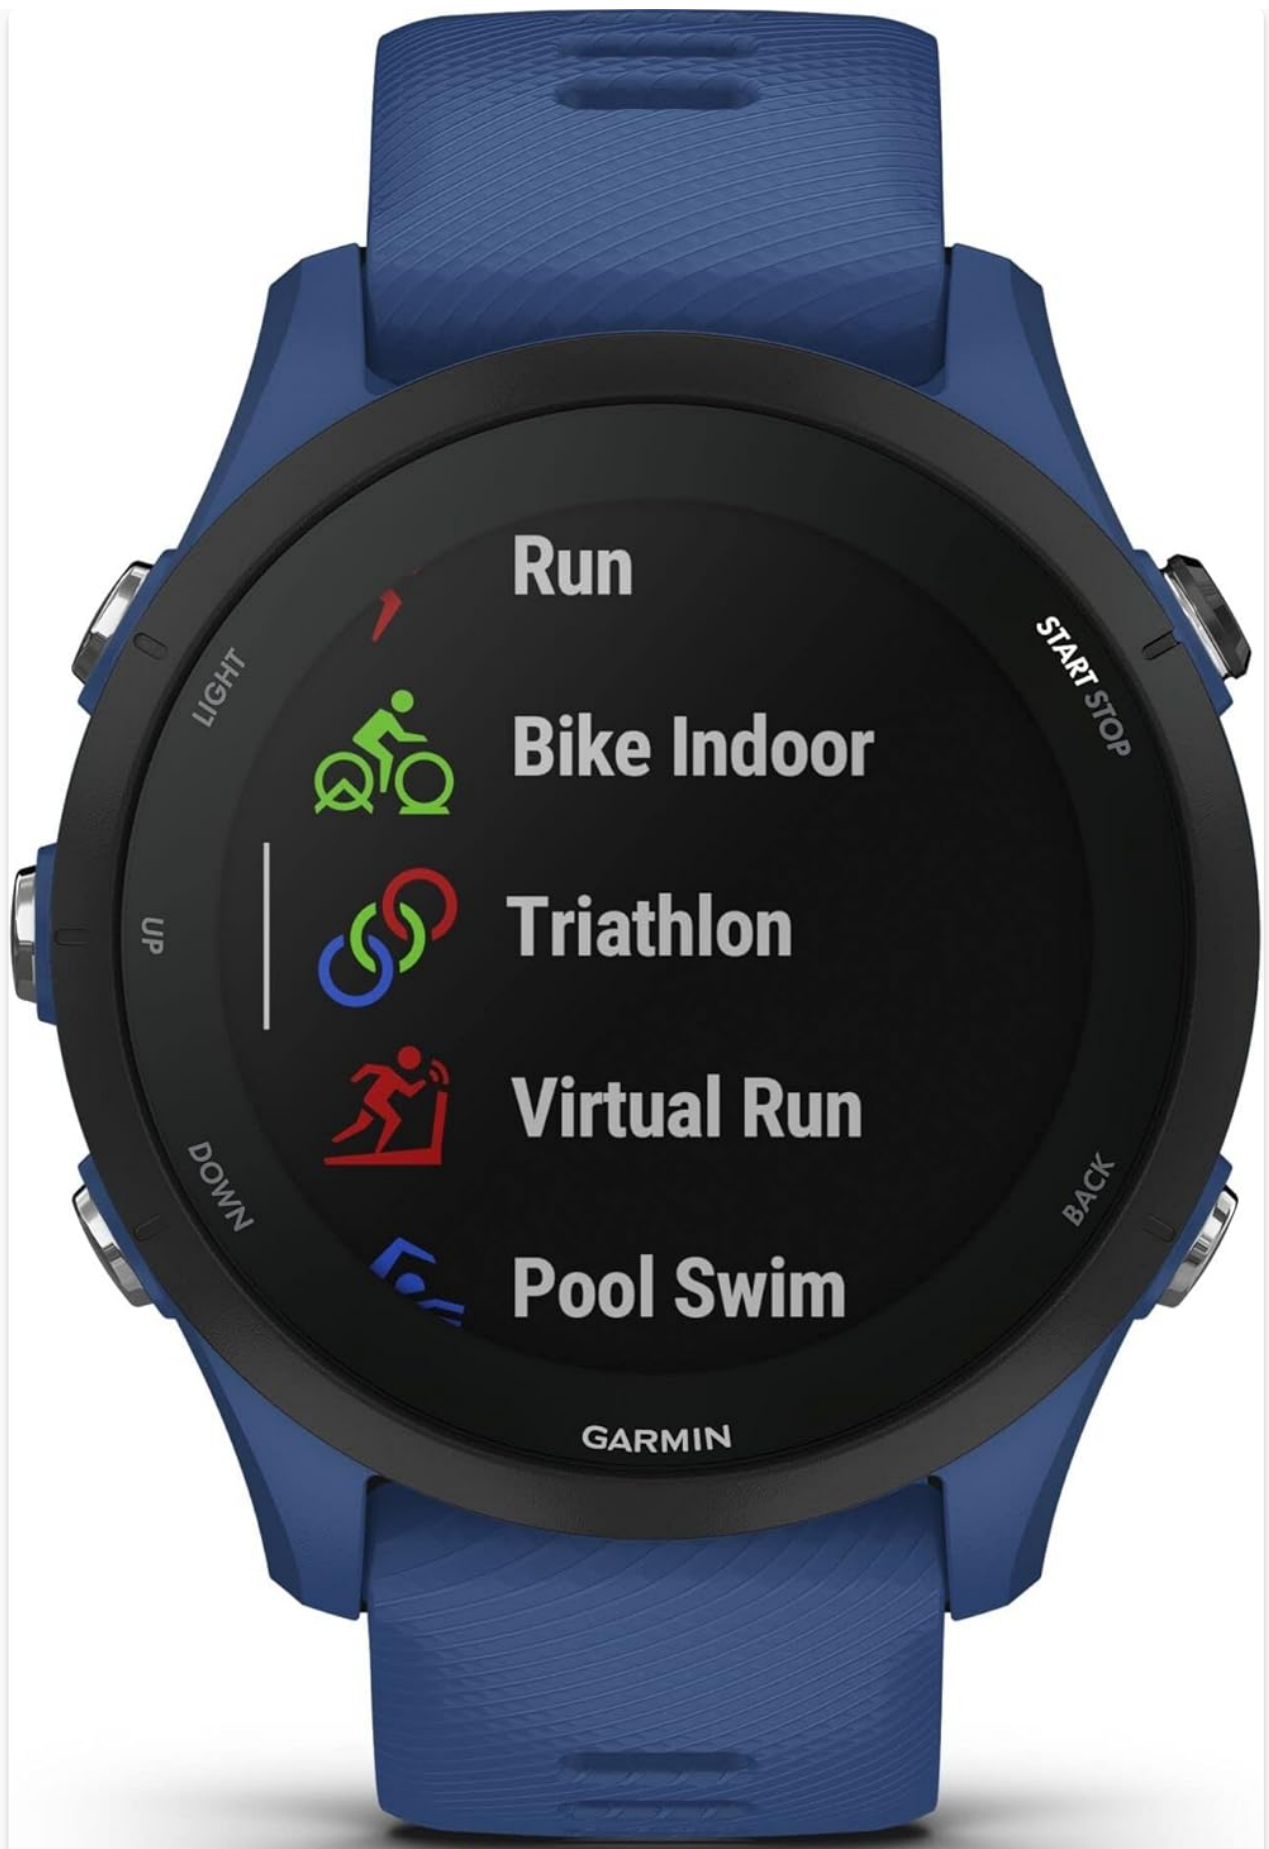 Run
LIGHT
START STOP
Bike Indoor
UP
Triathlon
Virtual Run
DOWN
BACK
Pool Swim
GARMIN